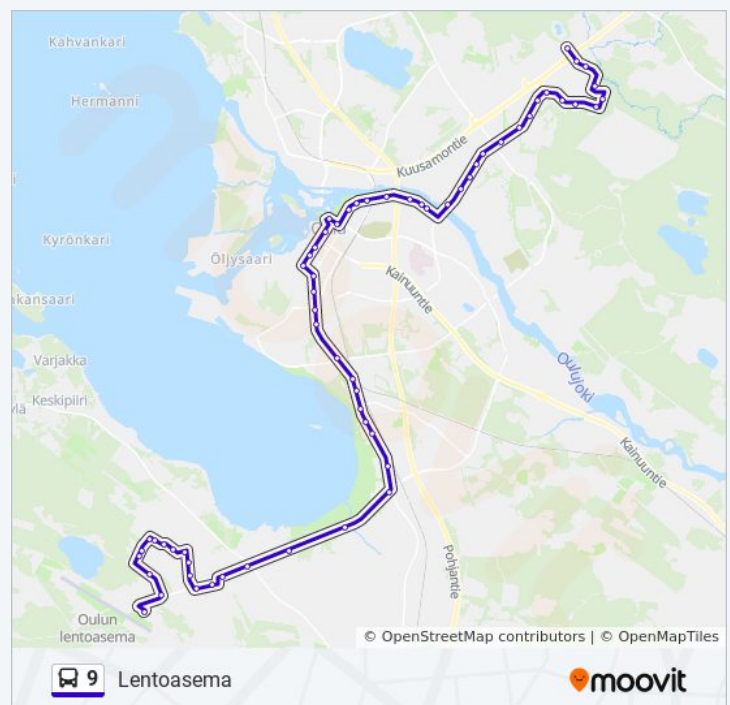 Kahvankari
Hermanni
Kuusamontie
Kyrönkari
Öljysaari
Kainuuntie
akansaari
Varjakka
Oulujoki
Keskipiiri
ylä
Kainuuntie
Pohjantie
Oulun
lentoasema
© OpenStreetMap contributors | © OpenMapTiles
9 Lentoasema
moovit